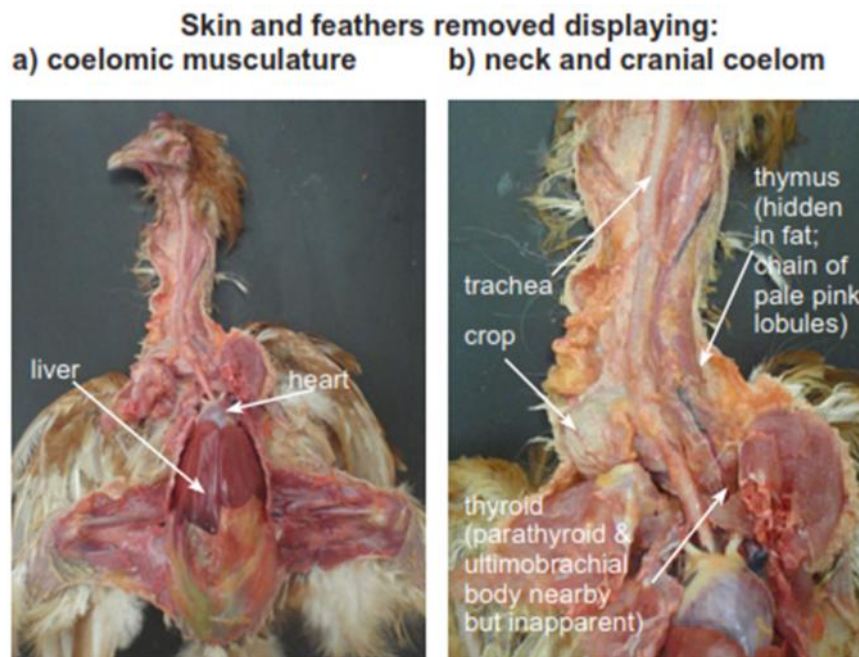 Skin and feathers removed displaying:
a) coelomic musculature
b) neck and cranial coelom
liver
heart
trachea
crop
thymus
(hidden
in fat;
chain of
pale pink
lobules)
thyroid
(parathyroid &
ultimobrachial
body nearby
but inapparent)